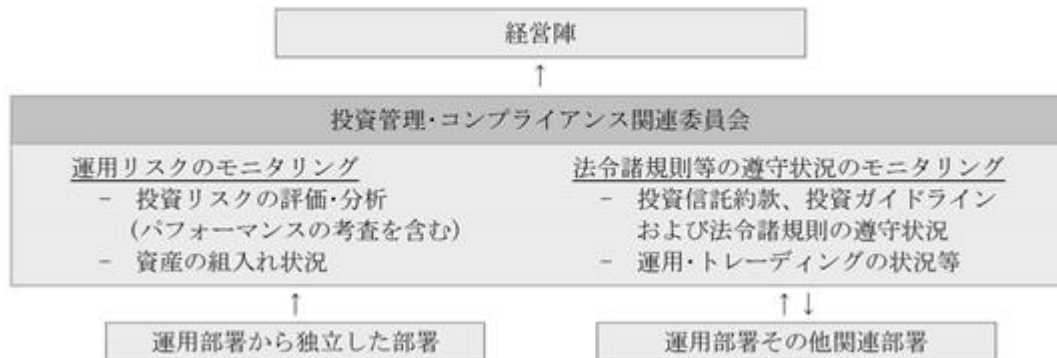 経営陣
↑
投資管理・コンプライアンス関連委員会
運用リスクのモニタリング
- 投資リスクの評価・分析
(パフォーマンスの考査を含む)
- 資産の組入れ状況
法令諸規則等の遵守状況のモニタリング
- 投資信託約款、投資ガイドライン
および法令諸規則の遵守状況
- 運用・トレーディングの状況等
↑
↑↓
運用部署から独立した部署
運用部署その他関連部署